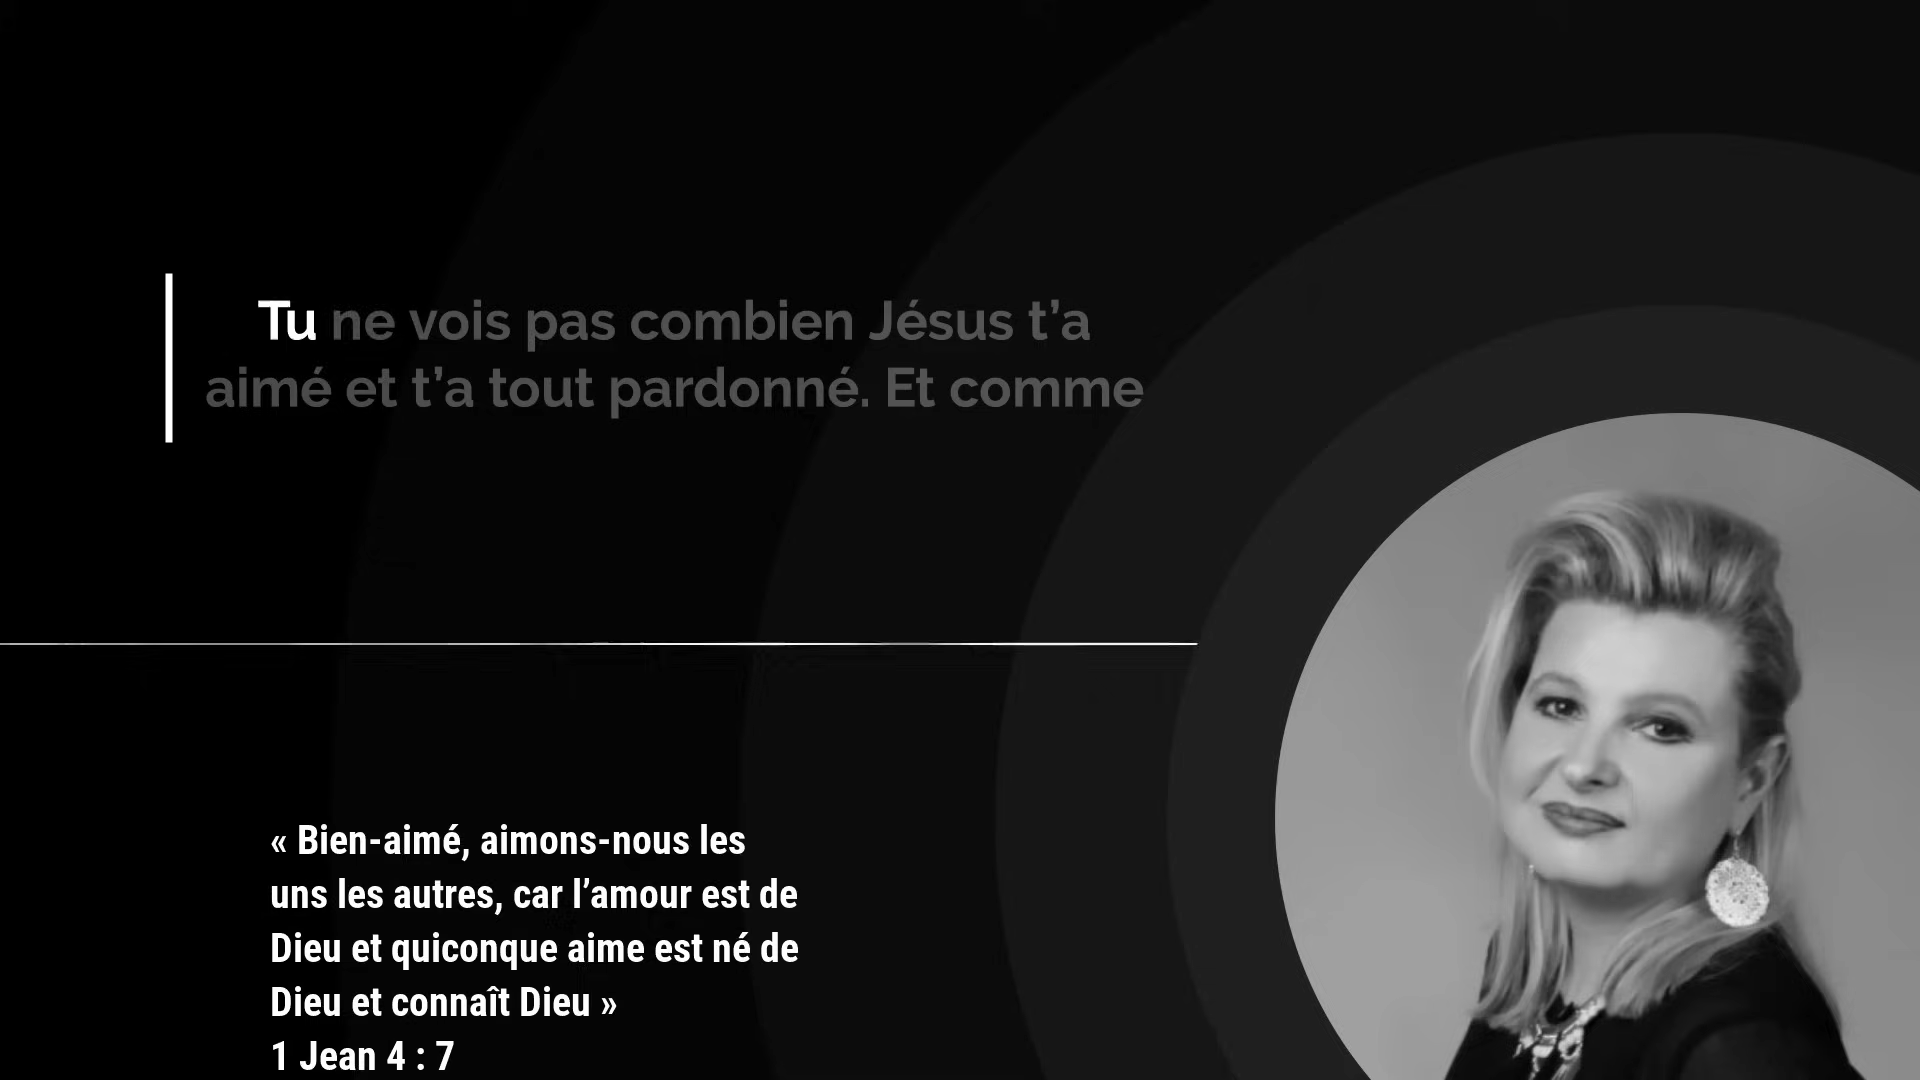 Tu ne vois pas combien Jésus t’a
aimé et t’a tout pardonné. Et comme
« Bien-aimé, aimons-nous les
uns les autres, car l’amour est de
Dieu et quiconque aime est né de
Dieu et connaît Dieu »
1 Jean 4 : 7